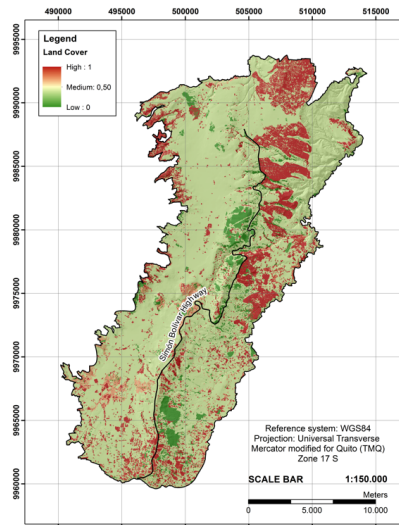 490000 495000 500000 505000 510000 515000
Legend
Land Cover
High : 1
Medium: 0,50
Low : 0
9995000
9990000
9985000
9980000
9975000
9970000
9965000
9960000
Simón Bolívar Highway
Reference system: WGS84
Projection: Universal Transverse
Mercator modified for Quito (TMQ)
Zone 17 S
SCALE BAR 1:150.000
Meters
0 5.000 10.000